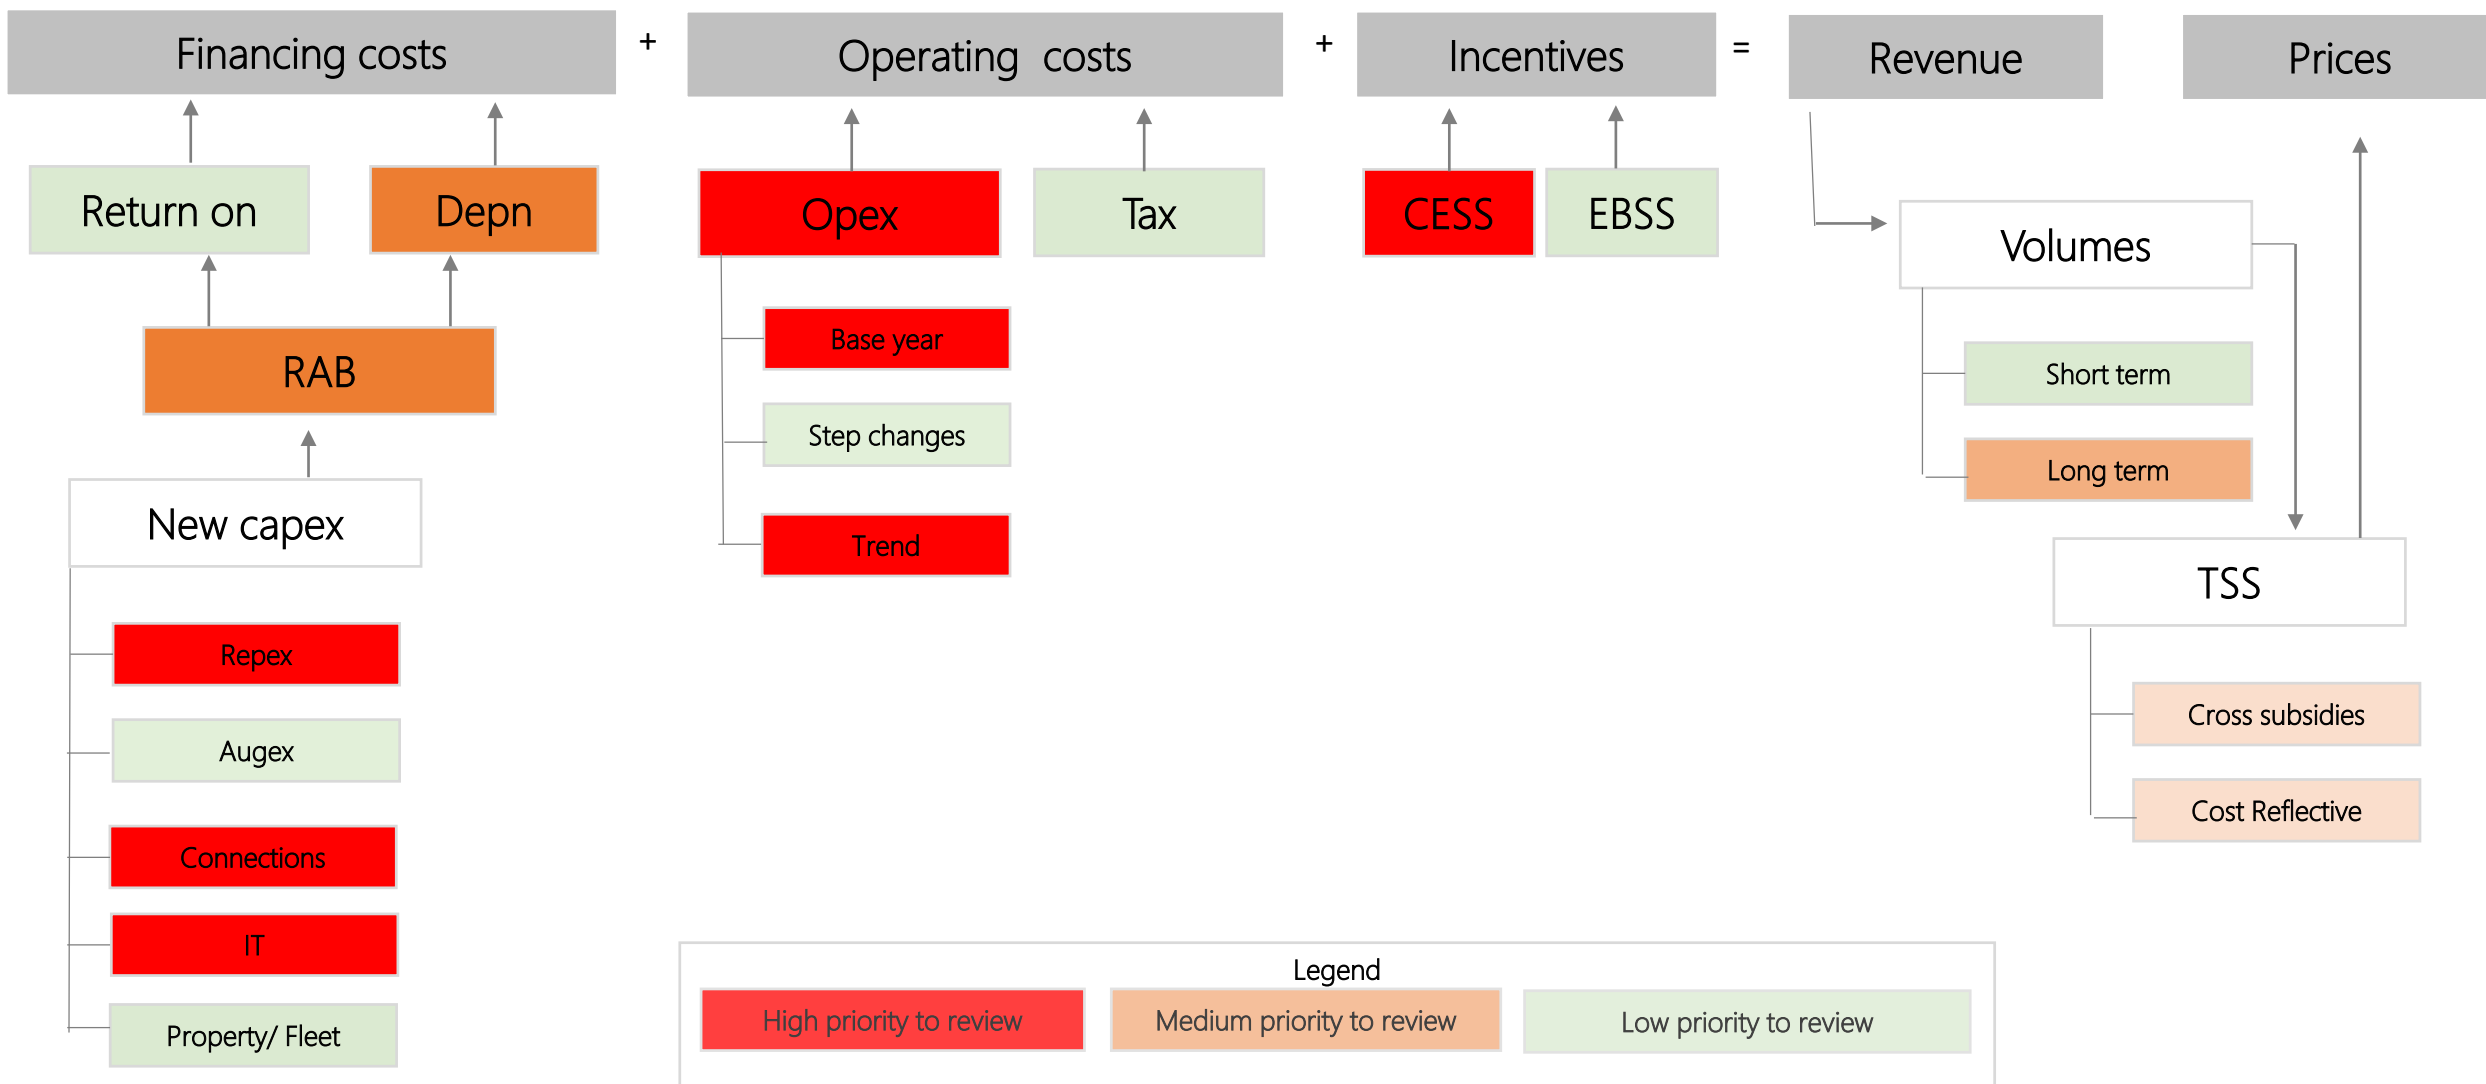 Financing costs
+
Operating costs
+
Incentives
=
Revenue
Prices
Return on
Depn
Opex
Tax
CESS
EBSS
Volumes
RAB
Base year
Step changes
Trend
Short term
Long term
New capex
TSS
Repex
Augex
Connections
IT
Property/ Fleet
Cross subsidies
Cost Reflective
Legend
High priority to review
Medium priority to review
Low priority to review